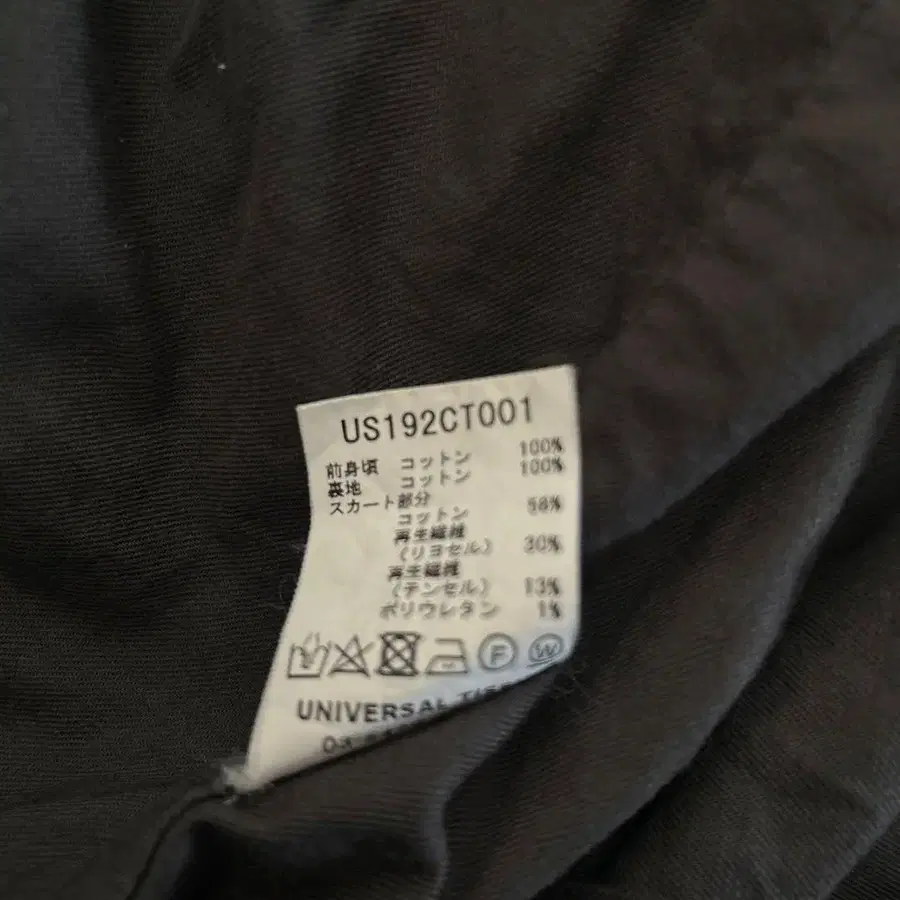 US192CT001
前身頃 コットン 100%
裏地 コットン 100%
スカート部分
コットン 56%
再生繊維
(リヨセル) 30%
再生繊維
(テンセル) 13%
ポリウレタン 1%
F W
UNIVERSAL
03